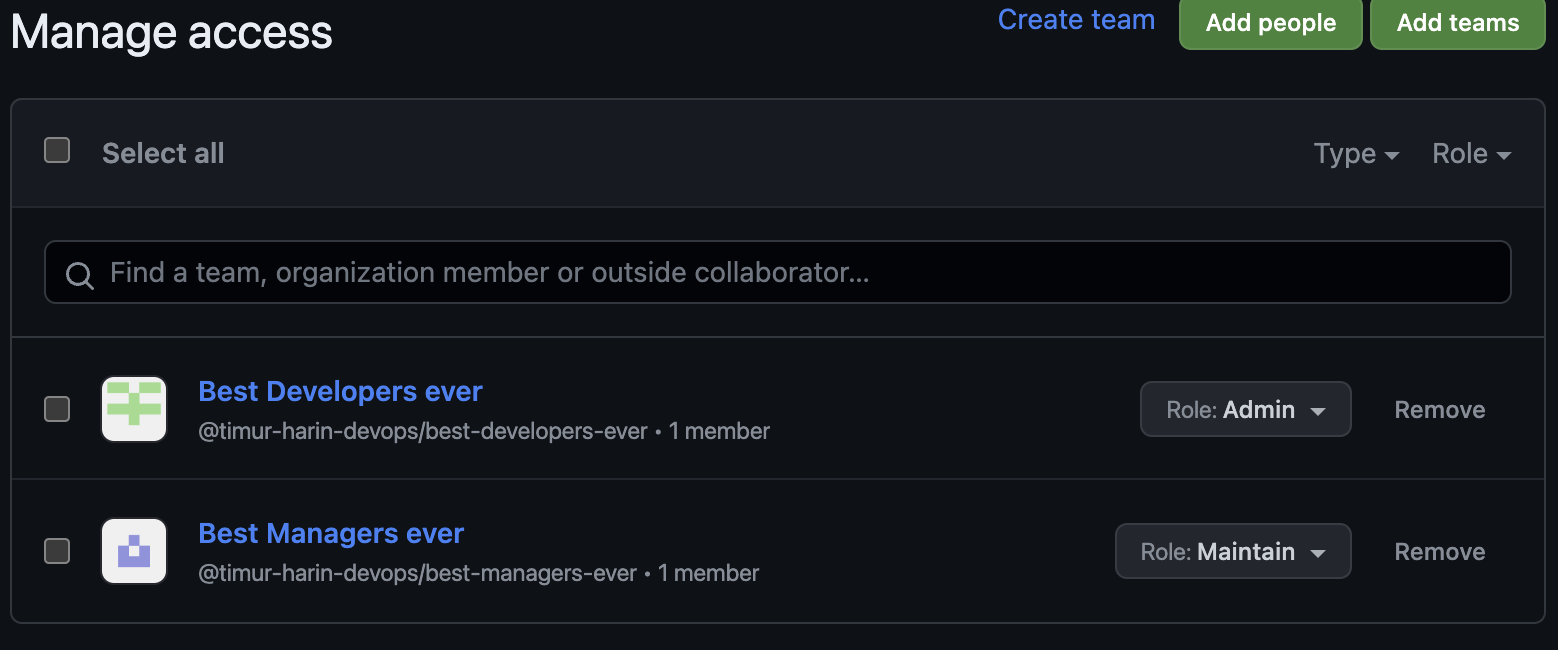 Manage access
Create team
Add people
Add teams
Select all
Type
Role
Find a team, organization member or outside collaborator...
Best Developers ever
@timur-harin-devops/best-developers-ever • 1 member
Role: Admin
Remove
Best Managers ever
@timur-harin-devops/best-managers-ever • 1 member
Role: Maintain
Remove